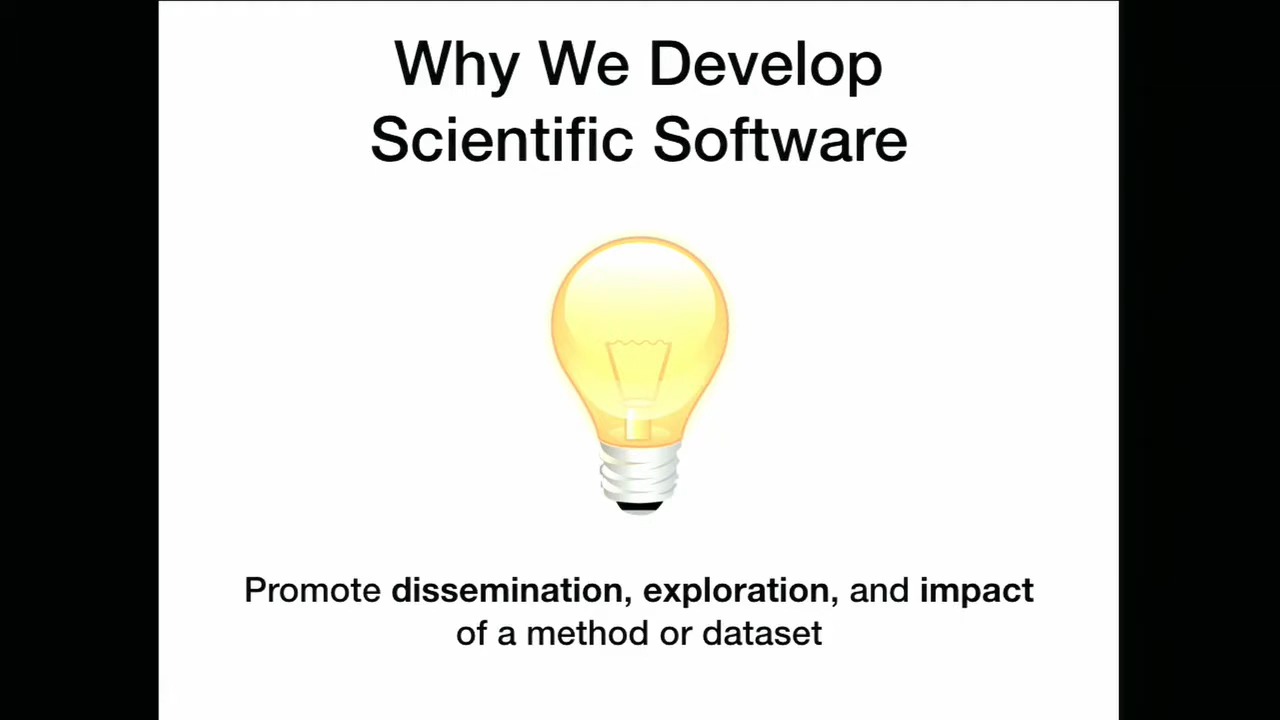 Why We Develop
Scientific Software
Promote dissemination, exploration, and impact
of a method or dataset